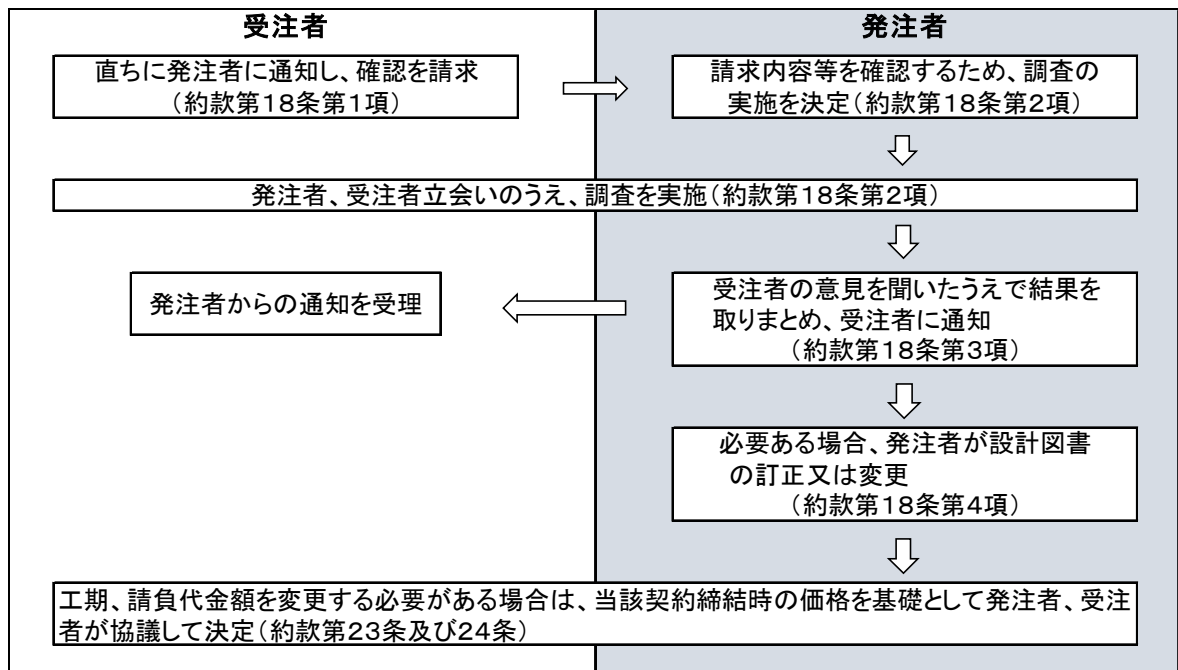 受注者
発注者
直ちに発注者に通知し、確認を請求
（約款第18条第1項）
請求内容等を確認するため、調査の
実施を決定（約款第18条第2項）
発注者、受注者立会いのうえ、調査を実施（約款第18条第2項）
受注者の意見を聞いたうえで結果を
取りまとめ、受注者に通知
（約款第18条第3項）
発注者からの通知を受理
必要ある場合、発注者が設計図書
の訂正又は変更
（約款第18条第4項）
工期、請負代金額を変更する必要がある場合は、当該契約締結時の価格を基礎として発注者、受注
者が協議して決定（約款第23条及び24条）